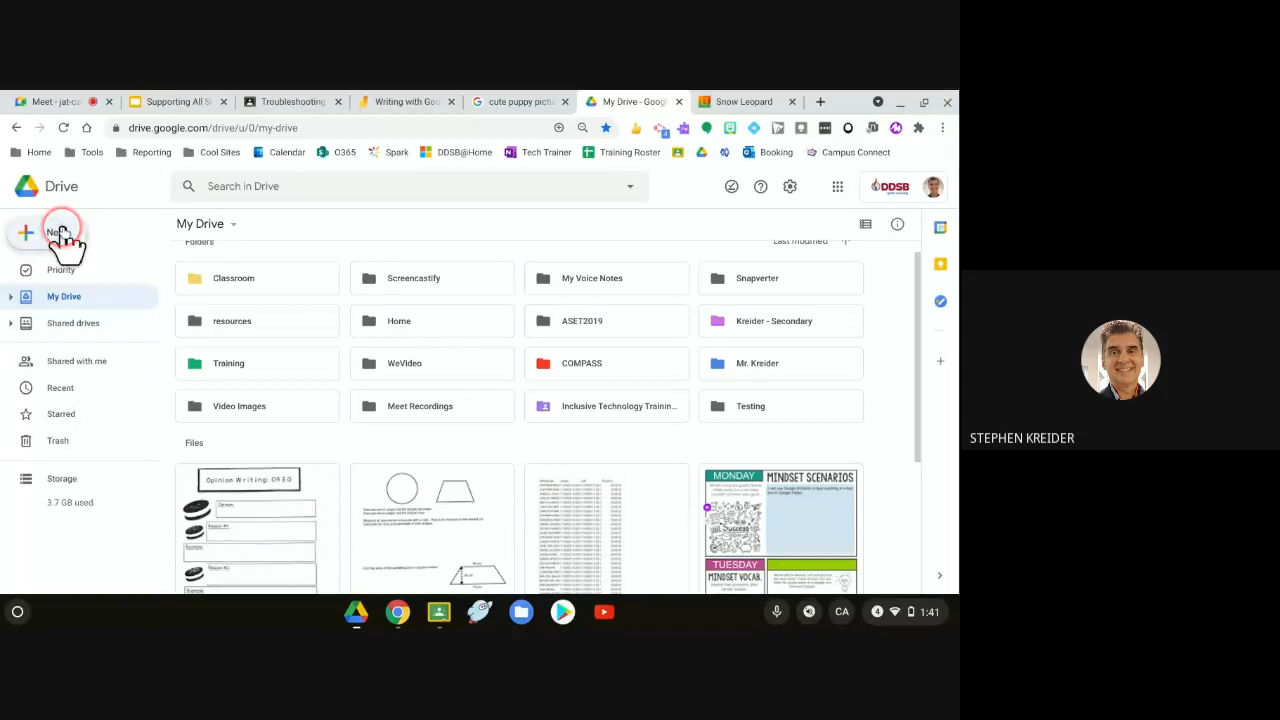 Meet - jat-ca
Supporting All S
Troubleshooting
Writing with Goo
cute puppy pictu
My Drive - Googl
Snow Leopard
drive.google.com/drive/u/0/my-drive
Home
Tools
Reporting
Cool Sites
Calendar
O365
Spark
DDSB@Home
Tech Trainer
Training Roster
Booking
Campus Connect
Drive
Search in Drive
DDSB
My Drive
Folders
Last modified
Priority
My Drive
Shared drives
Shared with me
Recent
Starred
Trash
Storage
3.7 GB used
Classroom
Screencastify
My Voice Notes
Snapverter
resources
Home
ASET2019
Kreider - Secondary
Training
WeVideo
COMPASS
Mr. Kreider
Video Images
Meet Recordings
Inclusive Technology Trainin...
Testing
Files
Opinion Writing: OREO
MONDAY
MINDSET SCENARIOS
Success
TUESDAY
MINDSET VOCAB.
STEPHEN KREIDER
CA
4
1:41